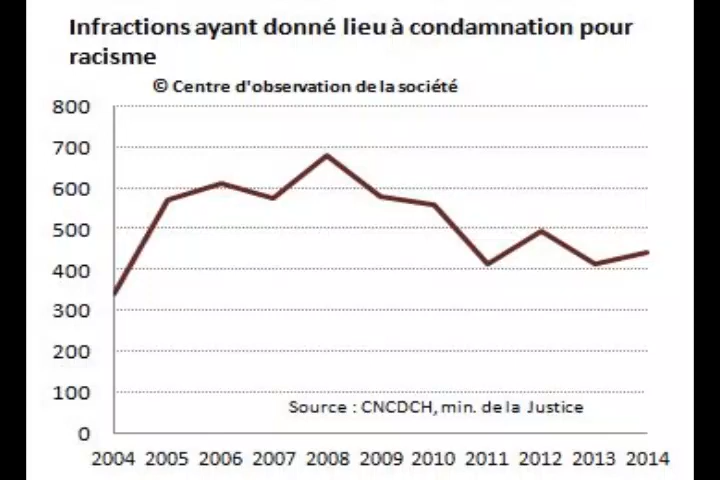 Infractions ayant donné lieu à condamnation pour
racisme
© Centre d'observation de la société
800
700
600
500
400
300
200
100
0
Source : CNCDCH, min. de la Justice
2004 2005 2006 2007 2008 2009 2010 2011 2012 2013 2014